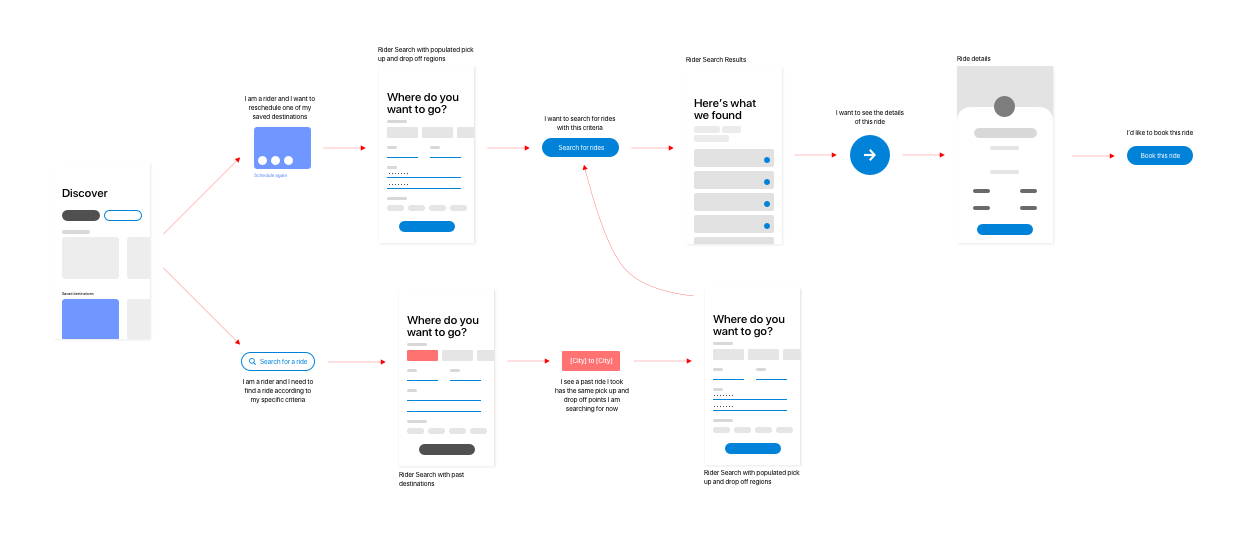 Discover
Saved destinations
I am a rider and I want to
reschedule one of my
saved destinations
Schedule again
Rider Search with populated pick
up and drop off regions
Where do you
want to go?
I want to search for rides
with this criteria
Search for rides
Rider Search Results
Here's what
we found
I want to see the details
of this ride
Ride details
I'd like to book this ride
Book this ride
Search for a ride
I am a rider and I need to
find a ride according to
my specific criteria
Where do you
want to go?
Rider Search with past
destinations
[City] to [City]
I see a past ride I took
has the same pick up and
drop off points I am
searching for now
Where do you
want to go?
Rider Search with populated pick
up and drop off regions